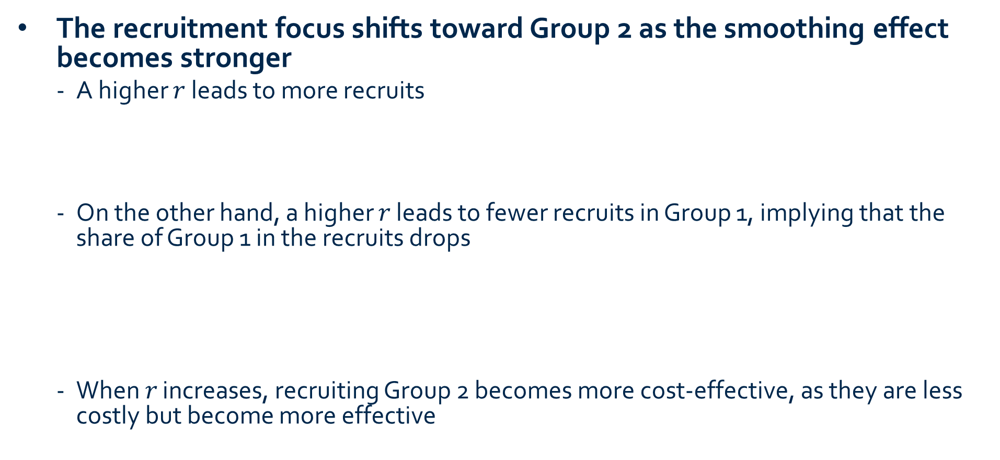 • The recruitment focus shifts toward Group 2 as the smoothing effect
becomes stronger
- A higher r leads to more recruits
- On the other hand, a higher r leads to fewer recruits in Group 1, implying that the
share of Group 1 in the recruits drops
- When r increases, recruiting Group 2 becomes more cost-effective, as they are less
costly but become more effective